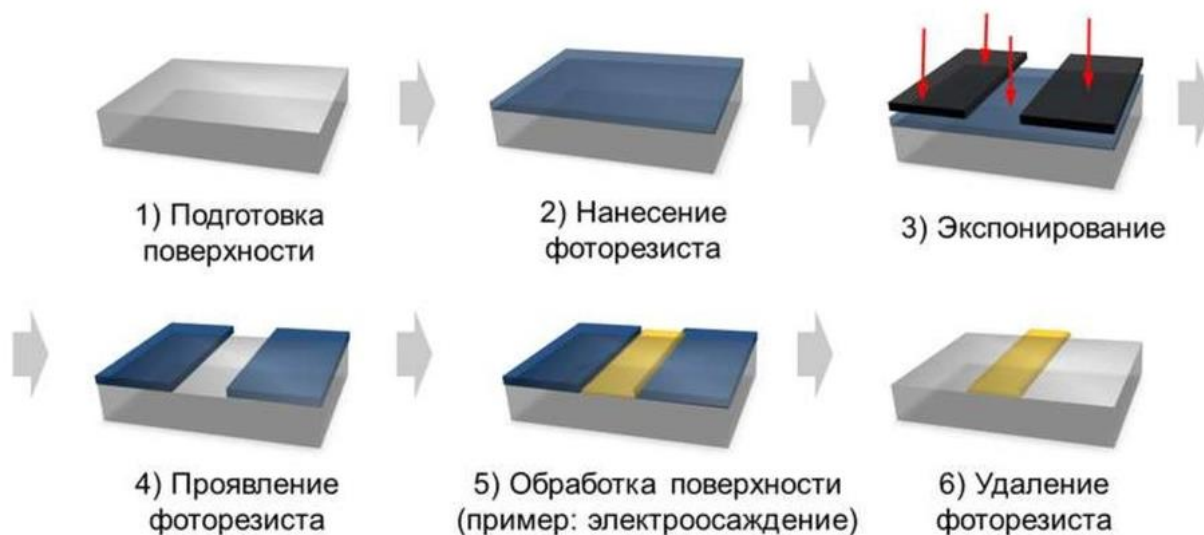 1) Подготовка
поверхности
2) Нанесение
фоторезиста
3) Экспонирование
4) Проявление
фоторезиста
5) Обработка поверхности
(пример: электроосаждение)
6) Удаление
фоторезиста